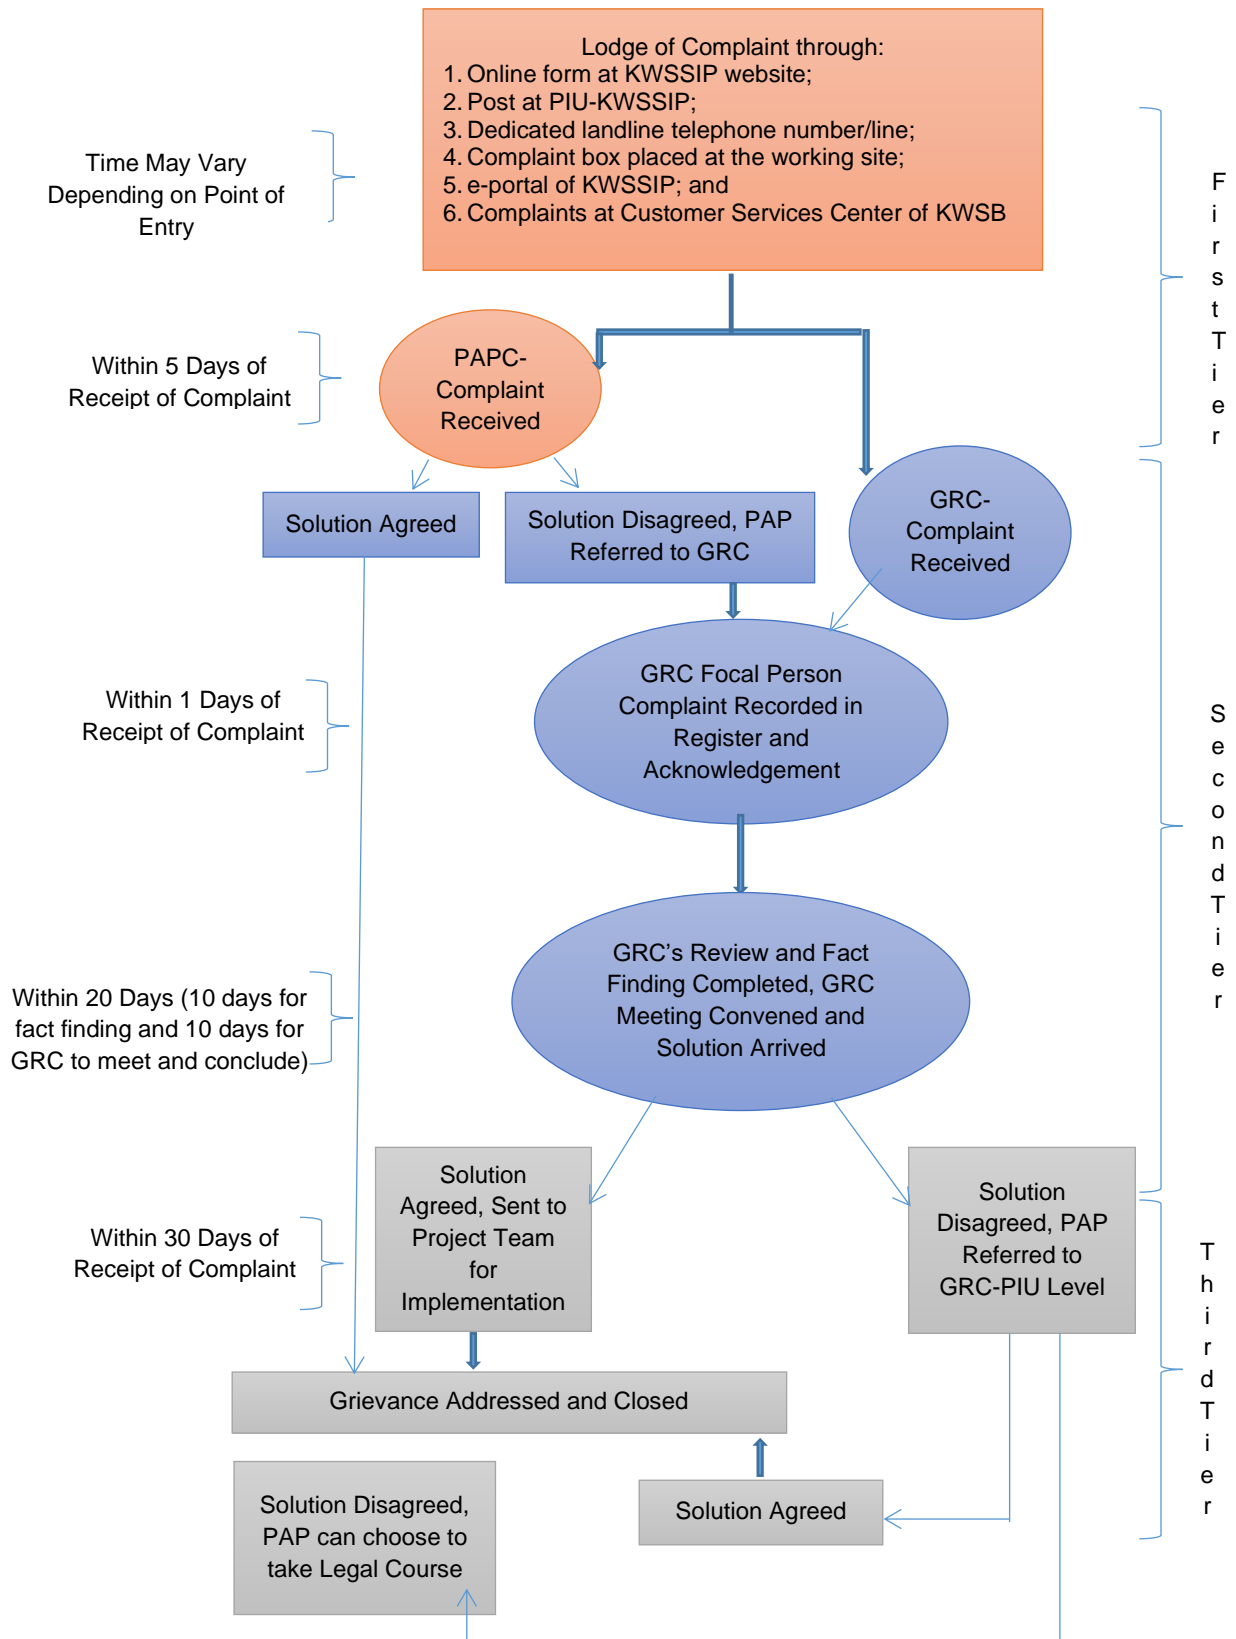 Lodge of Complaint through:
1. Online form at KWSSIP website;
2. Post at PIU-KWSSIP;
3. Dedicated landline telephone number/line;
4. Complaint box placed at the working site;
5. e-portal of KWSSIP; and
6. Complaints at Customer Services Center of KWSB
Time May Vary
Depending on Point of
Entry
F
i
r
s
t
T
i
e
r
Within 5 Days of
Receipt of Complaint
PAPC-
Complaint
Received
Solution Agreed
Solution Disagreed, PAP
Referred to GRC
GRC-
Complaint
Received
Within 1 Days of
Receipt of Complaint
GRC Focal Person
Complaint Recorded in
Register and
Acknowledgement
S
e
c
o
n
d
T
i
e
r
Within 20 Days (10 days for
fact finding and 10 days for
GRC to meet and conclude)
GRC’s Review and Fact
Finding Completed, GRC
Meeting Convened and
Solution Arrived
Within 30 Days of
Receipt of Complaint
Solution
Agreed, Sent to
Project Team
for
Implementation
Solution
Disagreed, PAP
Referred to
GRC-PIU Level
T
h
i
r
d
T
i
e
r
Grievance Addressed and Closed
Solution Disagreed,
PAP can choose to
take Legal Course
Solution Agreed